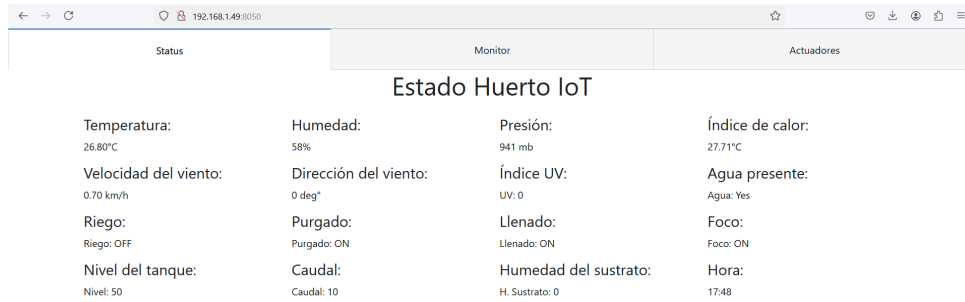 192.168.1.49:8050
Status Monitor Actuadores
Estado Huerto IoT
Temperatura: Humedad: Presión: Índice de calor:
26.80°C 58% 941 mb 27.71°C
Velocidad del viento: Dirección del viento: Índice UV: Agua presente:
0.70 km/h 0 deg° UV: 0 Agua: Yes
Riego: Purgado: Llenado: Foco:
Riego: OFF Purgado: ON Llenado: ON Foco: ON
Nivel del tanque: Caudal: Humedad del sustrato: Hora:
Nivel: 50 Caudal: 10 H. Sustrato: 0 17:48